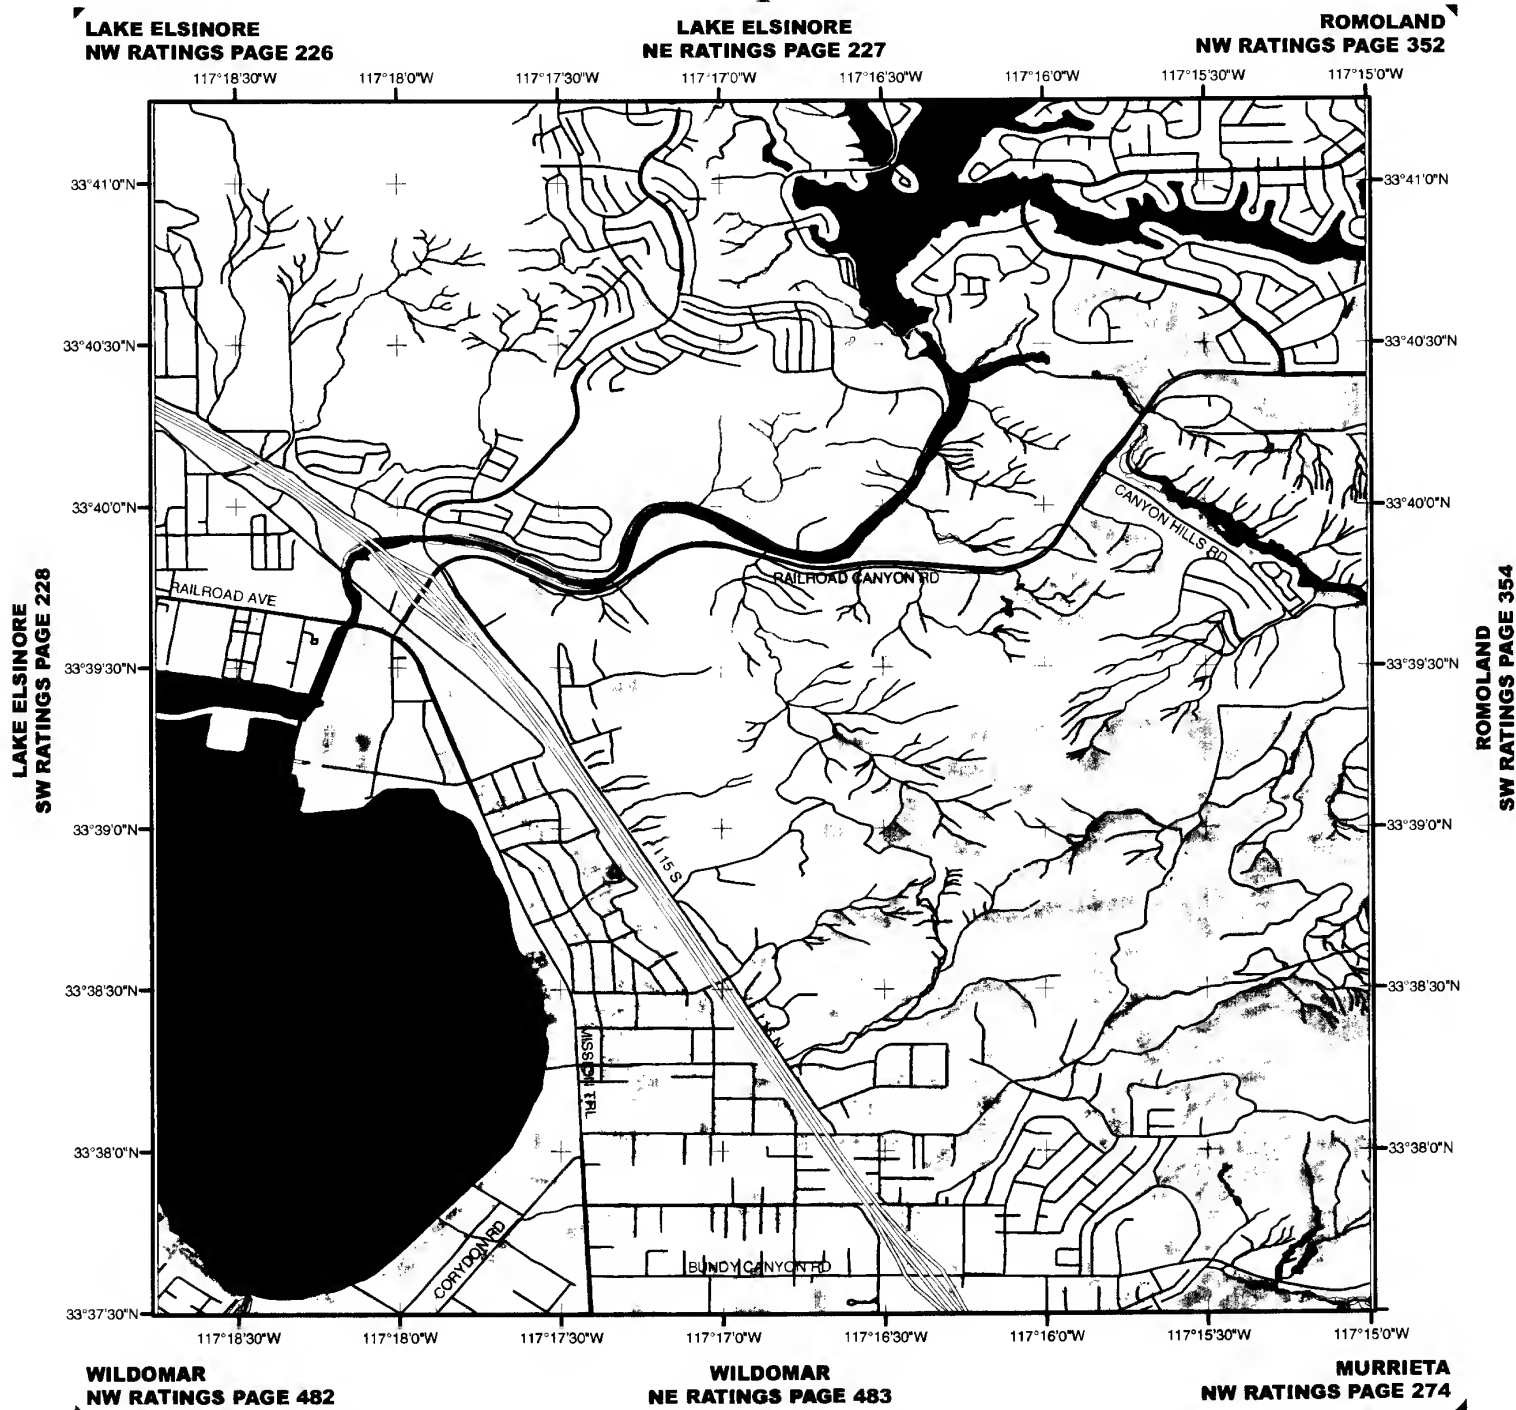 LAKE ELSINORE
NW RATINGS PAGE 226
LAKE ELSINORE
NE RATINGS PAGE 227
ROMOLAND
NW RATINGS PAGE 352
117°18'30"W
117°18'0"W
117°17'30"W
117°17'0"W
117°16'30"W
117°16'0"W
117°15'30"W
117°15'0"W
33°41'0"N
33°41'0"N
33°40'30"N
33°40'30"N
33°40'0"N
33°40'0"N
CANYON HILLS RD
RAILROAD CANYON RD
RAILROAD AVE
LAKE ELSINORE
SW RATINGS PAGE 228
ROMOLAND
SW RATINGS PAGE 354
33°39'30"N
33°39'30"N
33°39'0"N
33°39'0"N
I 15 S
33°38'30"N
33°38'30"N
I 15 N
MISSION TRL
33°38'0"N
33°38'0"N
CORYDON RD
BUNDY CANYON RD
33°37'30"N
117°18'30"W
117°18'0"W
117°17'30"W
117°17'0"W
117°16'30"W
117°16'0"W
117°15'30"W
117°15'0"W
WILDOMAR
NW RATINGS PAGE 482
WILDOMAR
NE RATINGS PAGE 483
MURRIETA
NW RATINGS PAGE 274